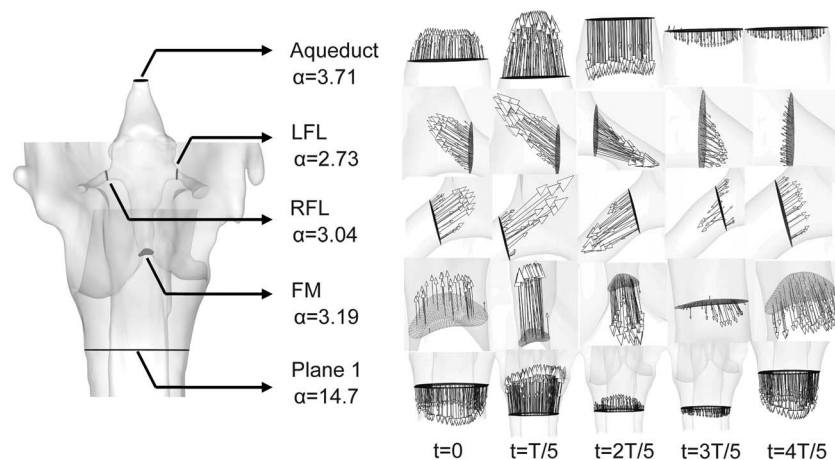 Aqueduct
α=3.71
LFL
α=2.73
RFL
α=3.04
FM
α=3.19
Plane 1
α=14.7
t=0 t=T/5 t=2T/5 t=3T/5 t=4T/5